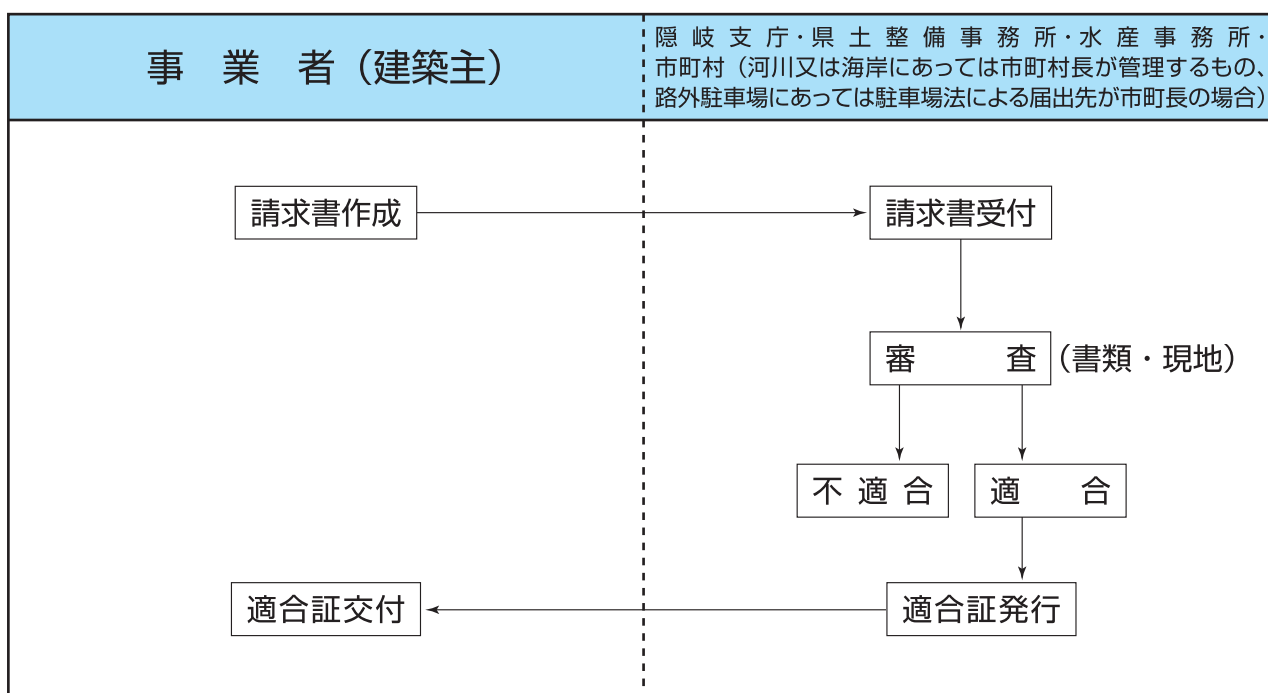 事業者（建築主）
隠岐支庁・県土整備事務所・水産事務所・
市町村（河川又は海岸にあっては市町村長が管理するもの、
路外駐車場にあっては駐車場法による届出先が市町長の場合）
請求書作成
請求書受付
審査（書類・現地）
不適合
適合
適合証交付
適合証発行